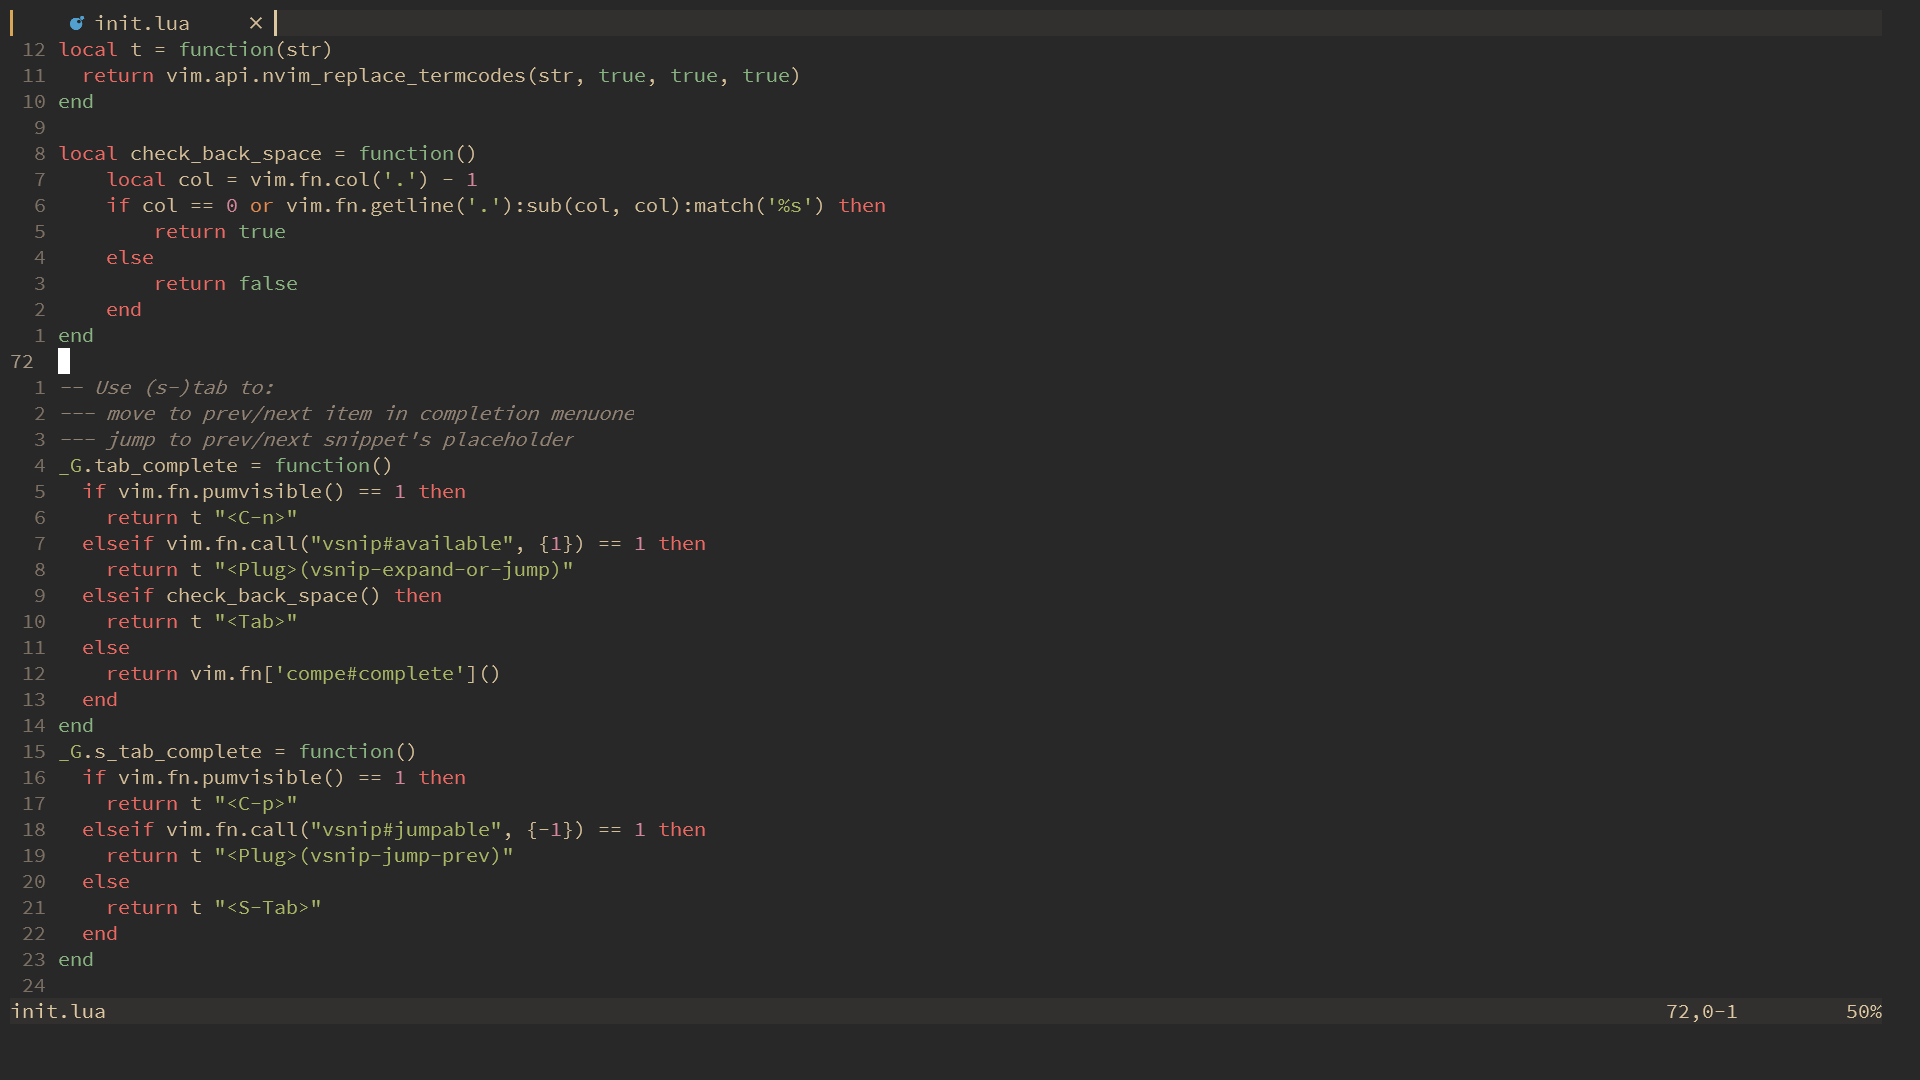 init.lua ×
12 local t = function(str)
11   return vim.api.nvim_replace_termcodes(str, true, true, true)
10 end
9
8 local check_back_space = function()
7     local col = vim.fn.col('.') - 1
6     if col == 0 or vim.fn.getline('.'):sub(col, col):match('%s') then
5         return true
4     else
3         return false
2     end
1 end
72
1 -- Use (s-)tab to:
2 --- move to prev/next item in completion menuone
3 --- jump to prev/next snippet's placeholder
4 _G.tab_complete = function()
5   if vim.fn.pumvisible() == 1 then
6     return t "<C-n>"
7   elseif vim.fn.call("vsnip#available", {1}) == 1 then
8     return t "<Plug>(vsnip-expand-or-jump)"
9   elseif check_back_space() then
10     return t "<Tab>"
11   else
12     return vim.fn['compe#complete']()
13   end
14 end
15 _G.s_tab_complete = function()
16   if vim.fn.pumvisible() == 1 then
17     return t "<C-p>"
18   elseif vim.fn.call("vsnip#jumpable", {-1}) == 1 then
19     return t "<Plug>(vsnip-jump-prev)"
20   else
21     return t "<S-Tab>"
22   end
23 end
24
init.lua 72,0-1 50%